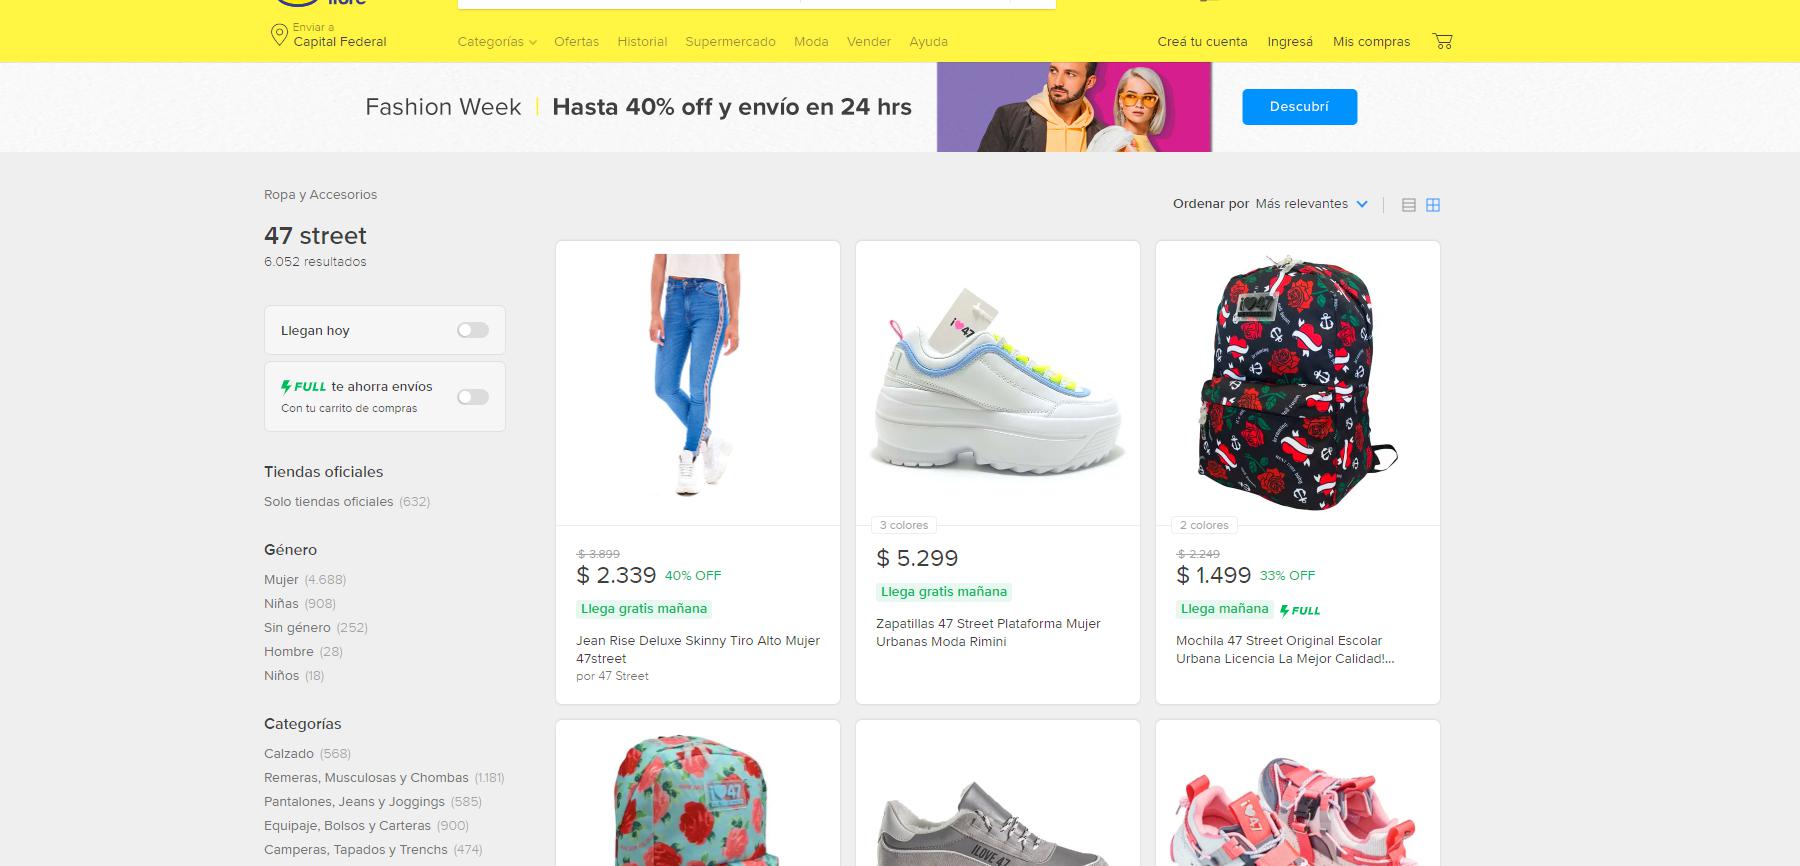 libre
Enviar a
Capital Federal
Categorías Ofertas Historial Supermercado Moda Vender Ayuda
Creá tu cuenta Ingresá Mis compras
Fashion Week | Hasta 40% off y envío en 24 hrs
Descubrí
Ropa y Accesorios
47 street
6.052 resultados
Ordenar por Más relevantes
Llegan hoy
FULL te ahorra envíos
Con tu carrito de compras
Tiendas oficiales
Solo tiendas oficiales (632)
Género
Mujer (4.688)
Niñas (908)
Sin género (252)
Hombre (28)
Niños (18)
Categorías
Calzado (568)
Remeras, Musculosas y Chombas (1.181)
Pantalones, Jeans y Joggings (585)
Equipaje, Bolsos y Carteras (900)
Camperas, Tapados y Trenchs (474)
$ 3.899
$ 2.339 40% OFF
Llega gratis mañana
Jean Rise Deluxe Skinny Tiro Alto Mujer
47street
por 47 Street
i♥47
3 colores
$ 5.299
Llega gratis mañana
Zapatillas 47 Street Plataforma Mujer
Urbanas Moda Rimini
i♥47
2 colores
$ 2.249
$ 1.499 33% OFF
Llega mañana FULL
Mochila 47 Street Original Escolar
Urbana Licencia La Mejor Calidad!...
i♥47
ILOVE 47
i♥47